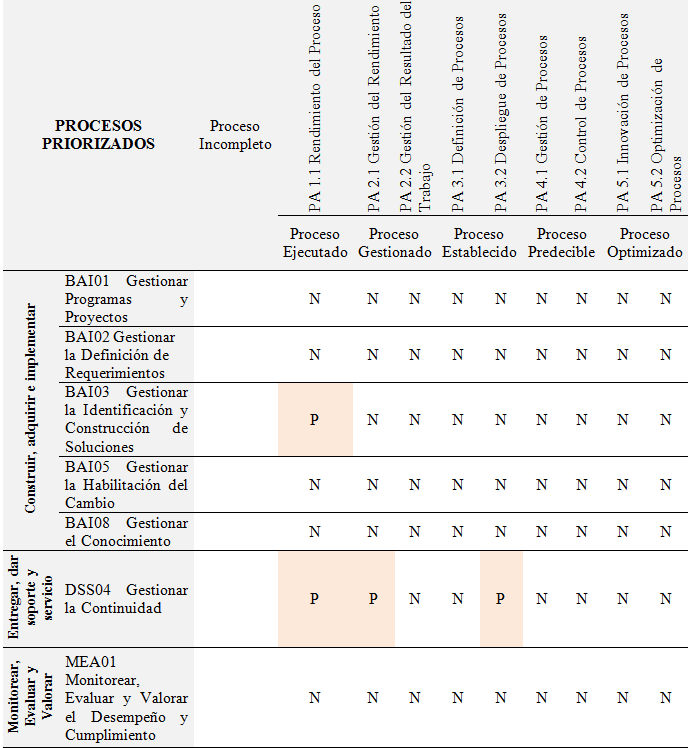 PROCESOS
PRIORIZADOS
Proceso
Incompleto
PA 1.1 Rendimiento del Proceso
PA 2.1 Gestión del Rendimiento
PA 2.2 Gestión del Resultado del
Trabajo
PA 3.1 Definición de Procesos
PA 3.2 Despliegue de Procesos
PA 4.1 Gestión de Procesos
PA 4.2 Control de Procesos
PA 5.1 Innovación de Procesos
PA 5.2 Optimización de
Procesos
Proceso
Ejecutado
Proceso
Gestionado
Proceso
Establecido
Proceso
Predecible
Proceso
Optimizado
Construir, adquirir e implementar
BAI01 Gestionar
Programas y
Proyectos
N N N N N N N N N
BAI02 Gestionar
la Definición de
Requerimientos
N N N N N N N N N
BAI03 Gestionar
la Identificación y
Construcción de
Soluciones
P N N N N N N N N
BAI05 Gestionar
la Habilitación del
Cambio
N N N N N N N N N
BAI08 Gestionar
el Conocimiento
N N N N N N N N N
Entregar, dar
soporte y
servicio
DSS04 Gestionar
la Continuidad
P P N N P N N N N
Monitorear,
Evaluar y
Valorar
MEA01
Monitorear,
Evaluar y Valorar
el Desempeño y
Cumplimiento
N N N N N N N N N